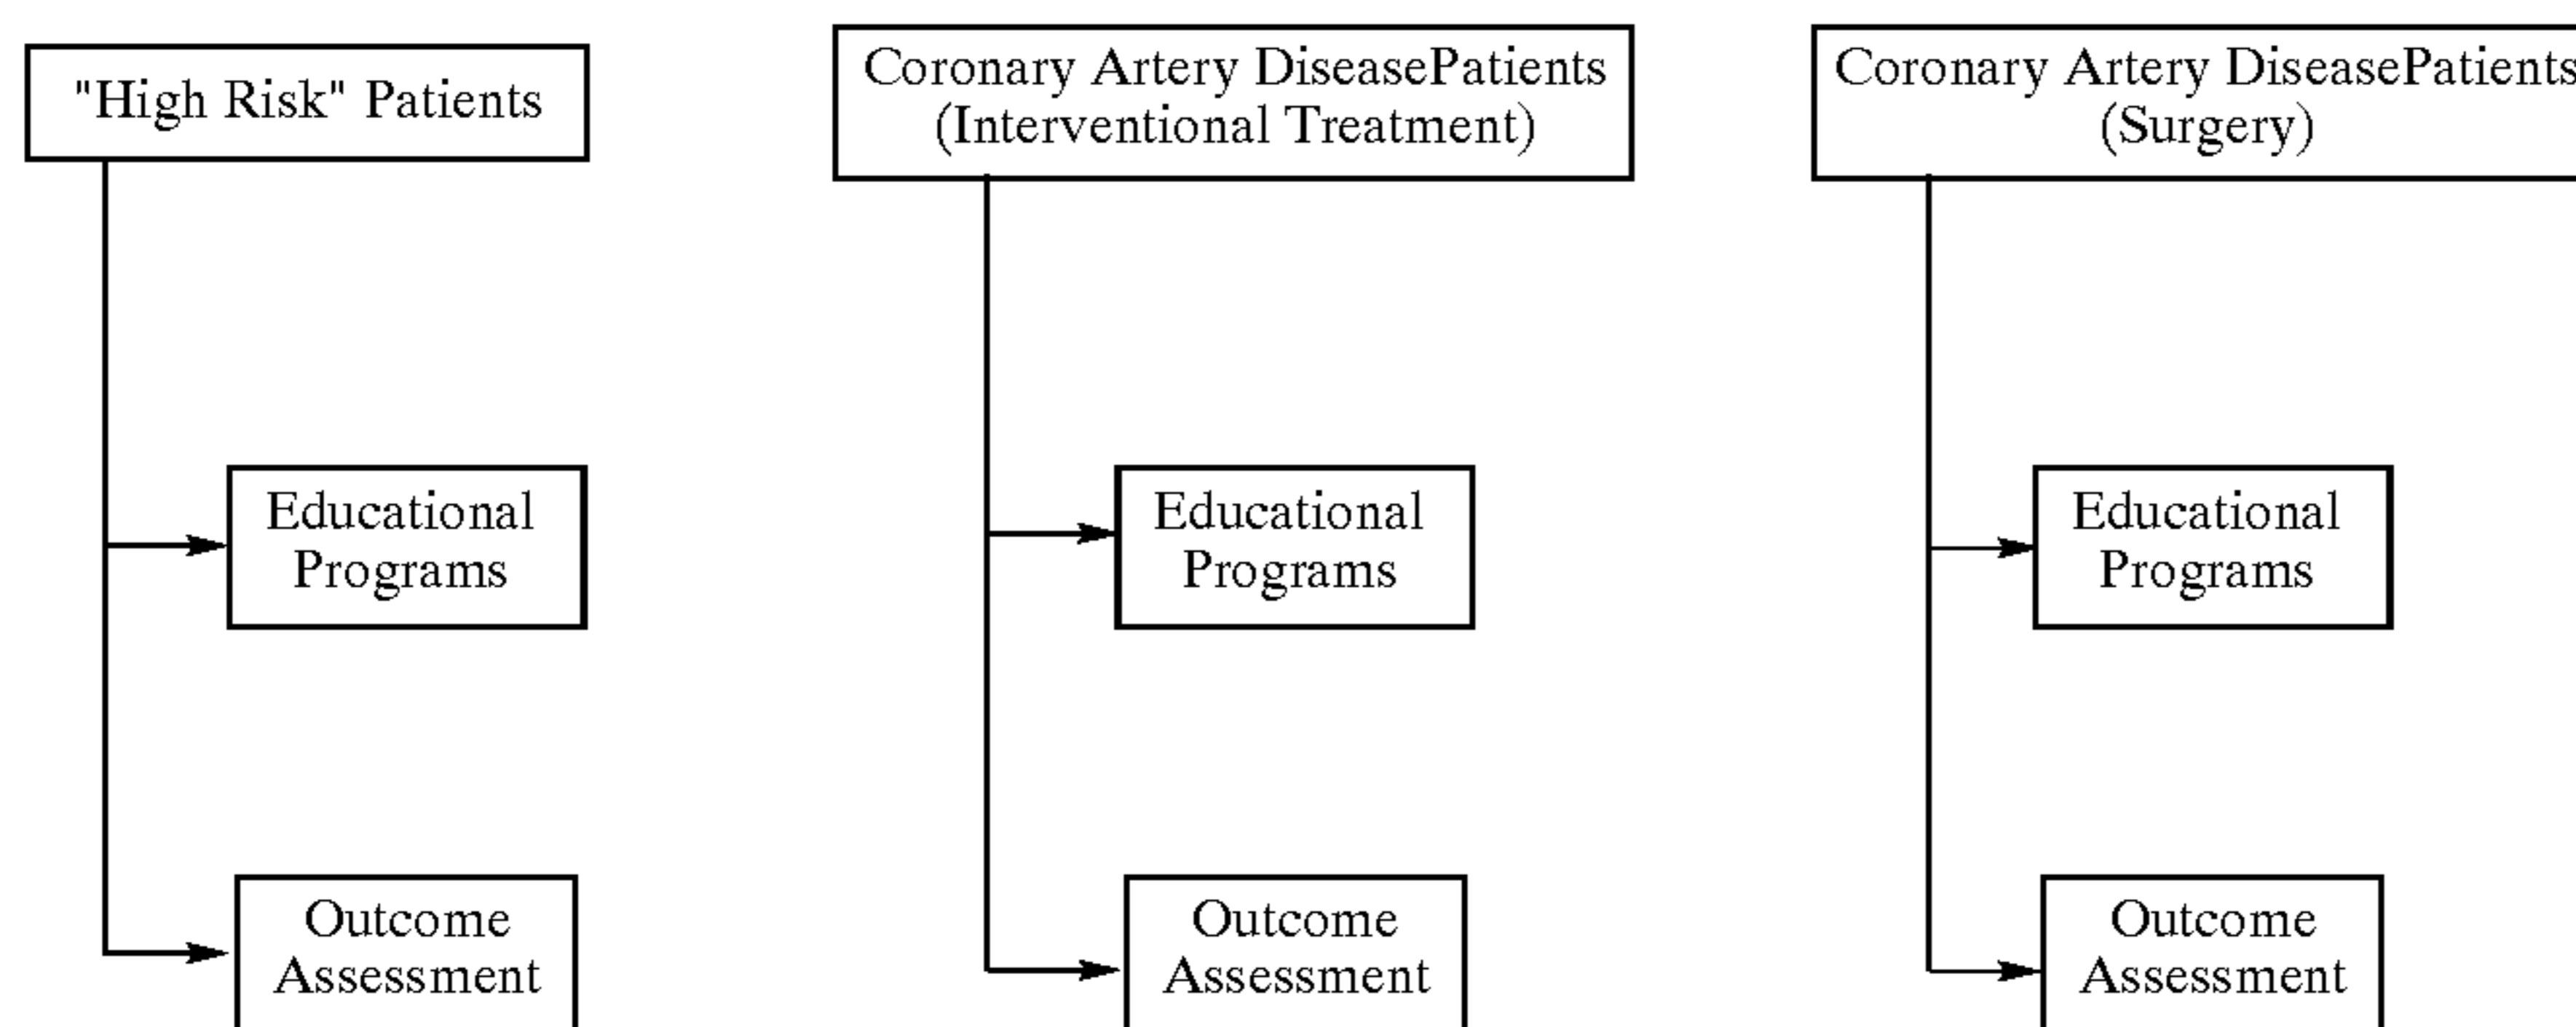 "High Risk" Patients
Coronary Artery DiseasePatients
(Interventional Treatment)
Coronary Artery DiseasePatients
(Surgery)
Educational
Programs
Educational
Programs
Educational
Programs
Outcome
Assessment
Outcome
Assessment
Outcome
Assessment